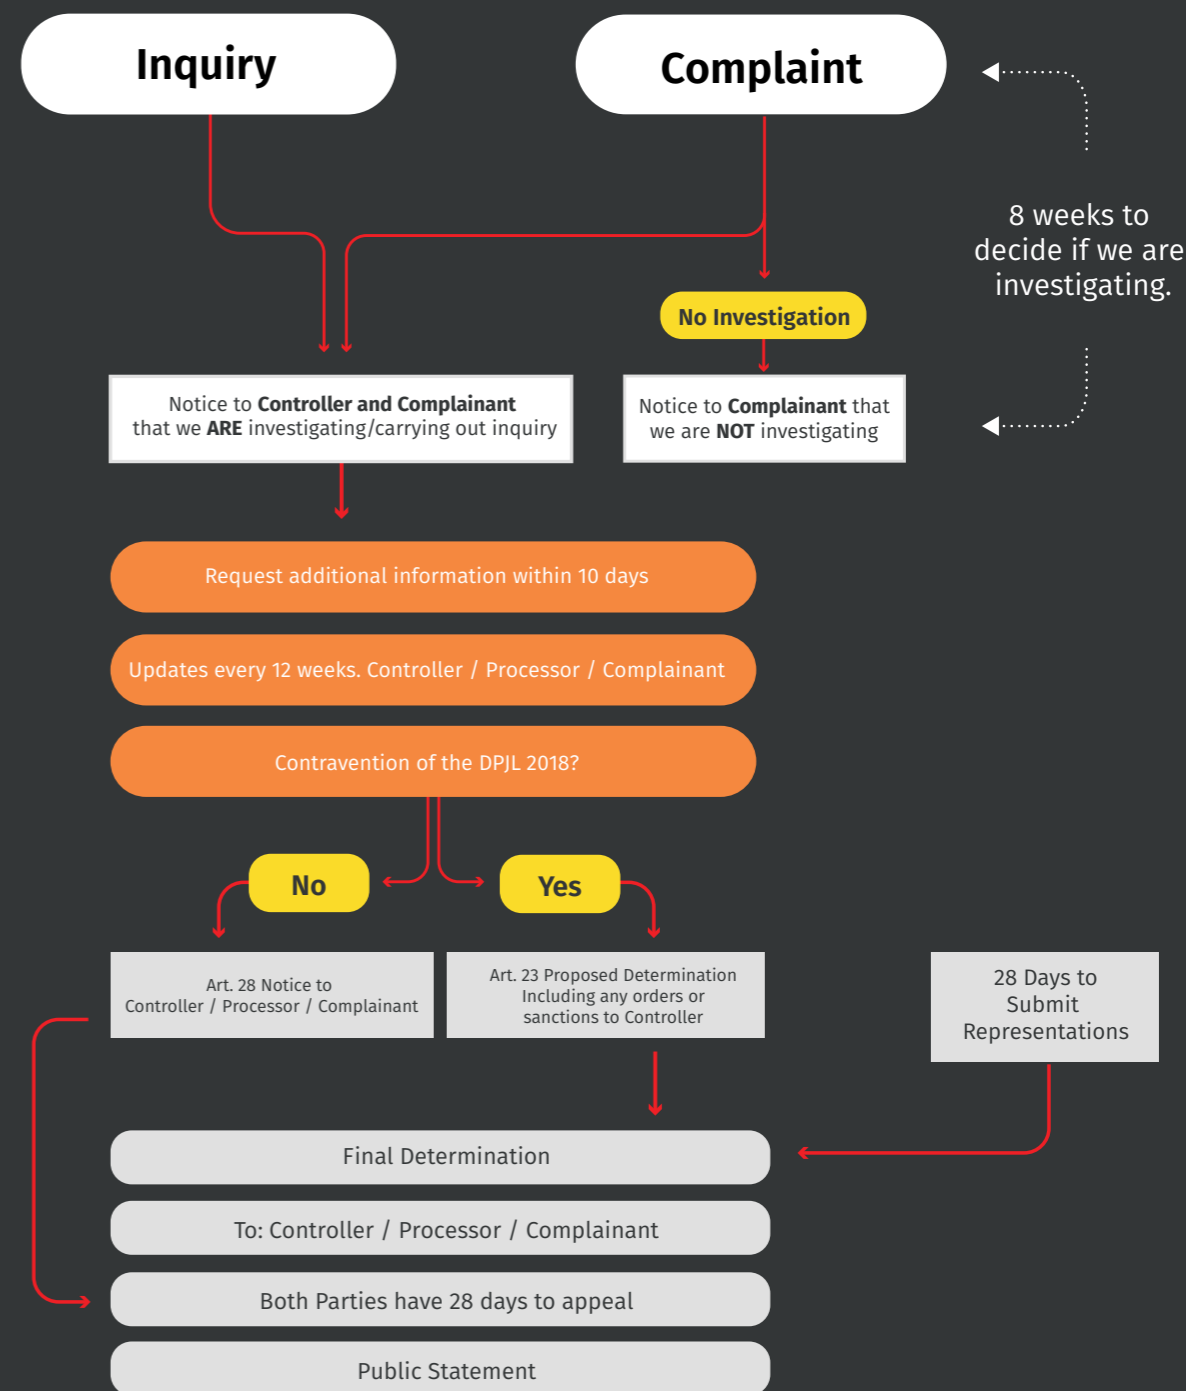 Inquiry
Complaint
8 weeks to
decide if we are
investigating.
No Investigation
Notice to Controller and Complainant
that we ARE investigating/carrying out inquiry
Notice to Complainant that
we are NOT investigating
Request additional information within 10 days
Updates every 12 weeks. Controller / Processor / Complainant
Contravention of the DPJL 2018?
No
Yes
Art. 28 Notice to
Controller / Processor / Complainant
Art. 23 Proposed Determination
Including any orders or
sanctions to Controller
28 Days to
Submit
Representations
Final Determination
To: Controller / Processor / Complainant
Both Parties have 28 days to appeal
Public Statement